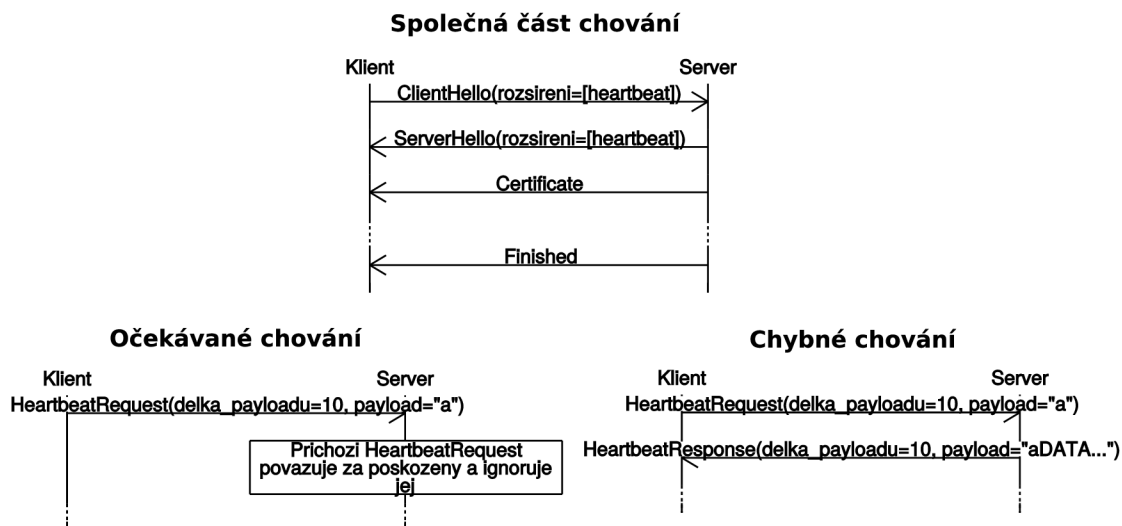 Společná část chování
Klient Server
ClientHello(rozsireni=[heartbeat])
ServerHello(rozsireni=[heartbeat])
Certificate
Finished
Očekávané chování
Klient Server
HeartbeatRequest(delka_payloadu=10, payload="a")
Prichozi HeartbeatRequest
povazuje za poskozeny a ignoruje
jej
Chybné chování
Klient Server
HeartbeatRequest(delka_payloadu=10, payload="a")
HeartbeatResponse(delka_payloadu=10, payload="aDATA...")